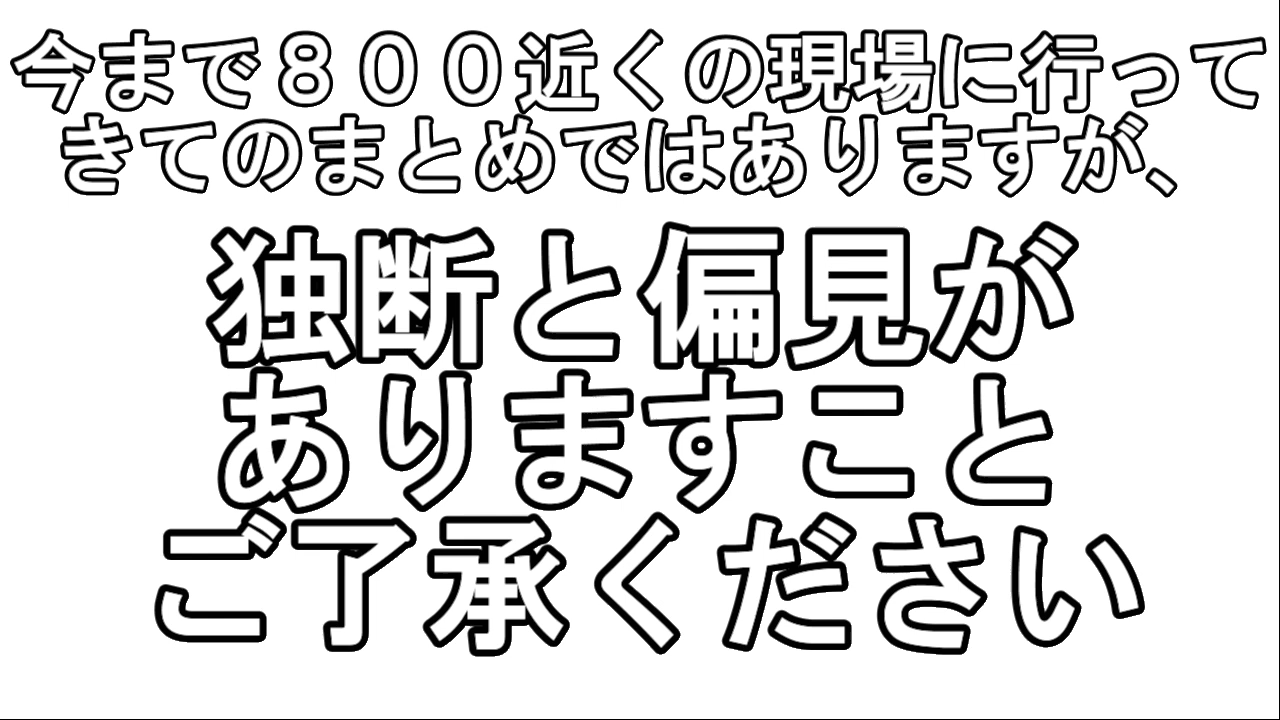 今まで８００近くの現場に行って
きてのまとめではありますが、
独断と偏見が
ありますこと
ご了承ください